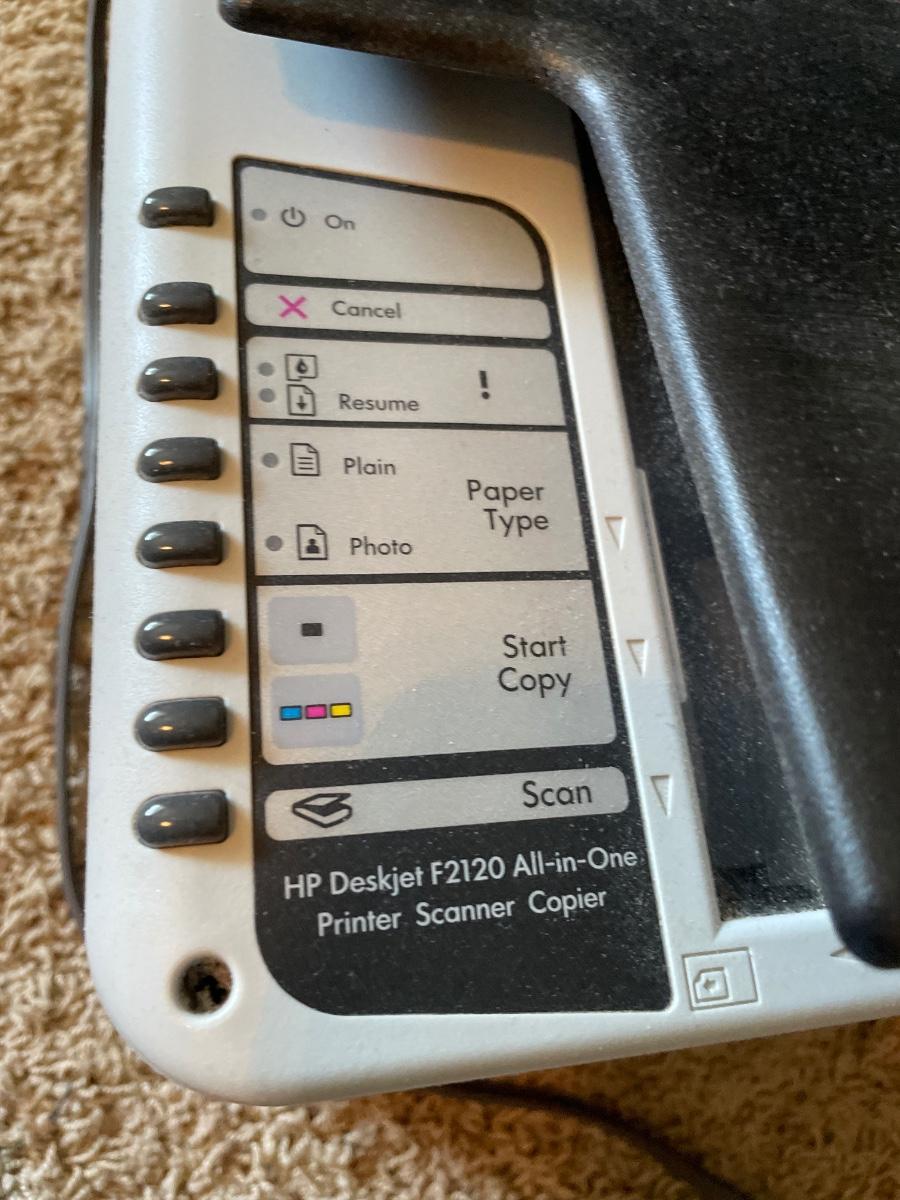 On
Cancel
!
Resume
Plain
Paper
Type
Photo
Start
Copy
Scan
HP Deskjet F2120 All-in-One
Printer Scanner Copier